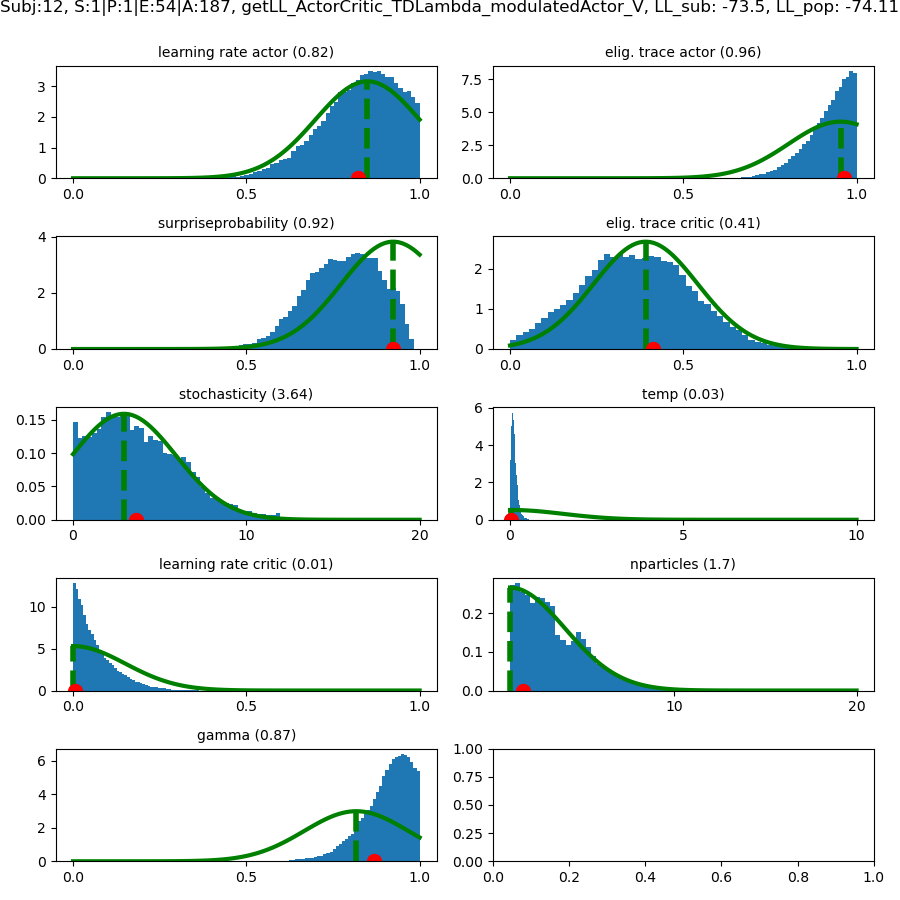 Subj:12, S:1|P:1|E:54|A:187, getLL_ActorCritic_TDLambda_modulatedActor_V, LL_sub: -73.5, LL_pop: -74.11
learning rate actor (0.82)
elig. trace actor (0.96)
3
2
1
0
0.0 0.5 1.0
7.5
5.0
2.5
0.0
0.0 0.5 1.0
surpriseprobability (0.92)
elig. trace critic (0.41)
4
2
0
0.0 0.5 1.0
2
1
0
0.0 0.5 1.0
stochasticity (3.64)
temp (0.03)
0.15
0.10
0.05
0.00
0 10 20
6
4
2
0
0 5 10
learning rate critic (0.01)
nparticles (1.7)
10
5
0
0.0 0.5 1.0
0.2
0.1
0.0
10 20
gamma (0.87)
6
4
2
0
0.0 0.5 1.0
1.00
0.75
0.50
0.25
0.00
0.0 0.2 0.4 0.6 0.8 1.0